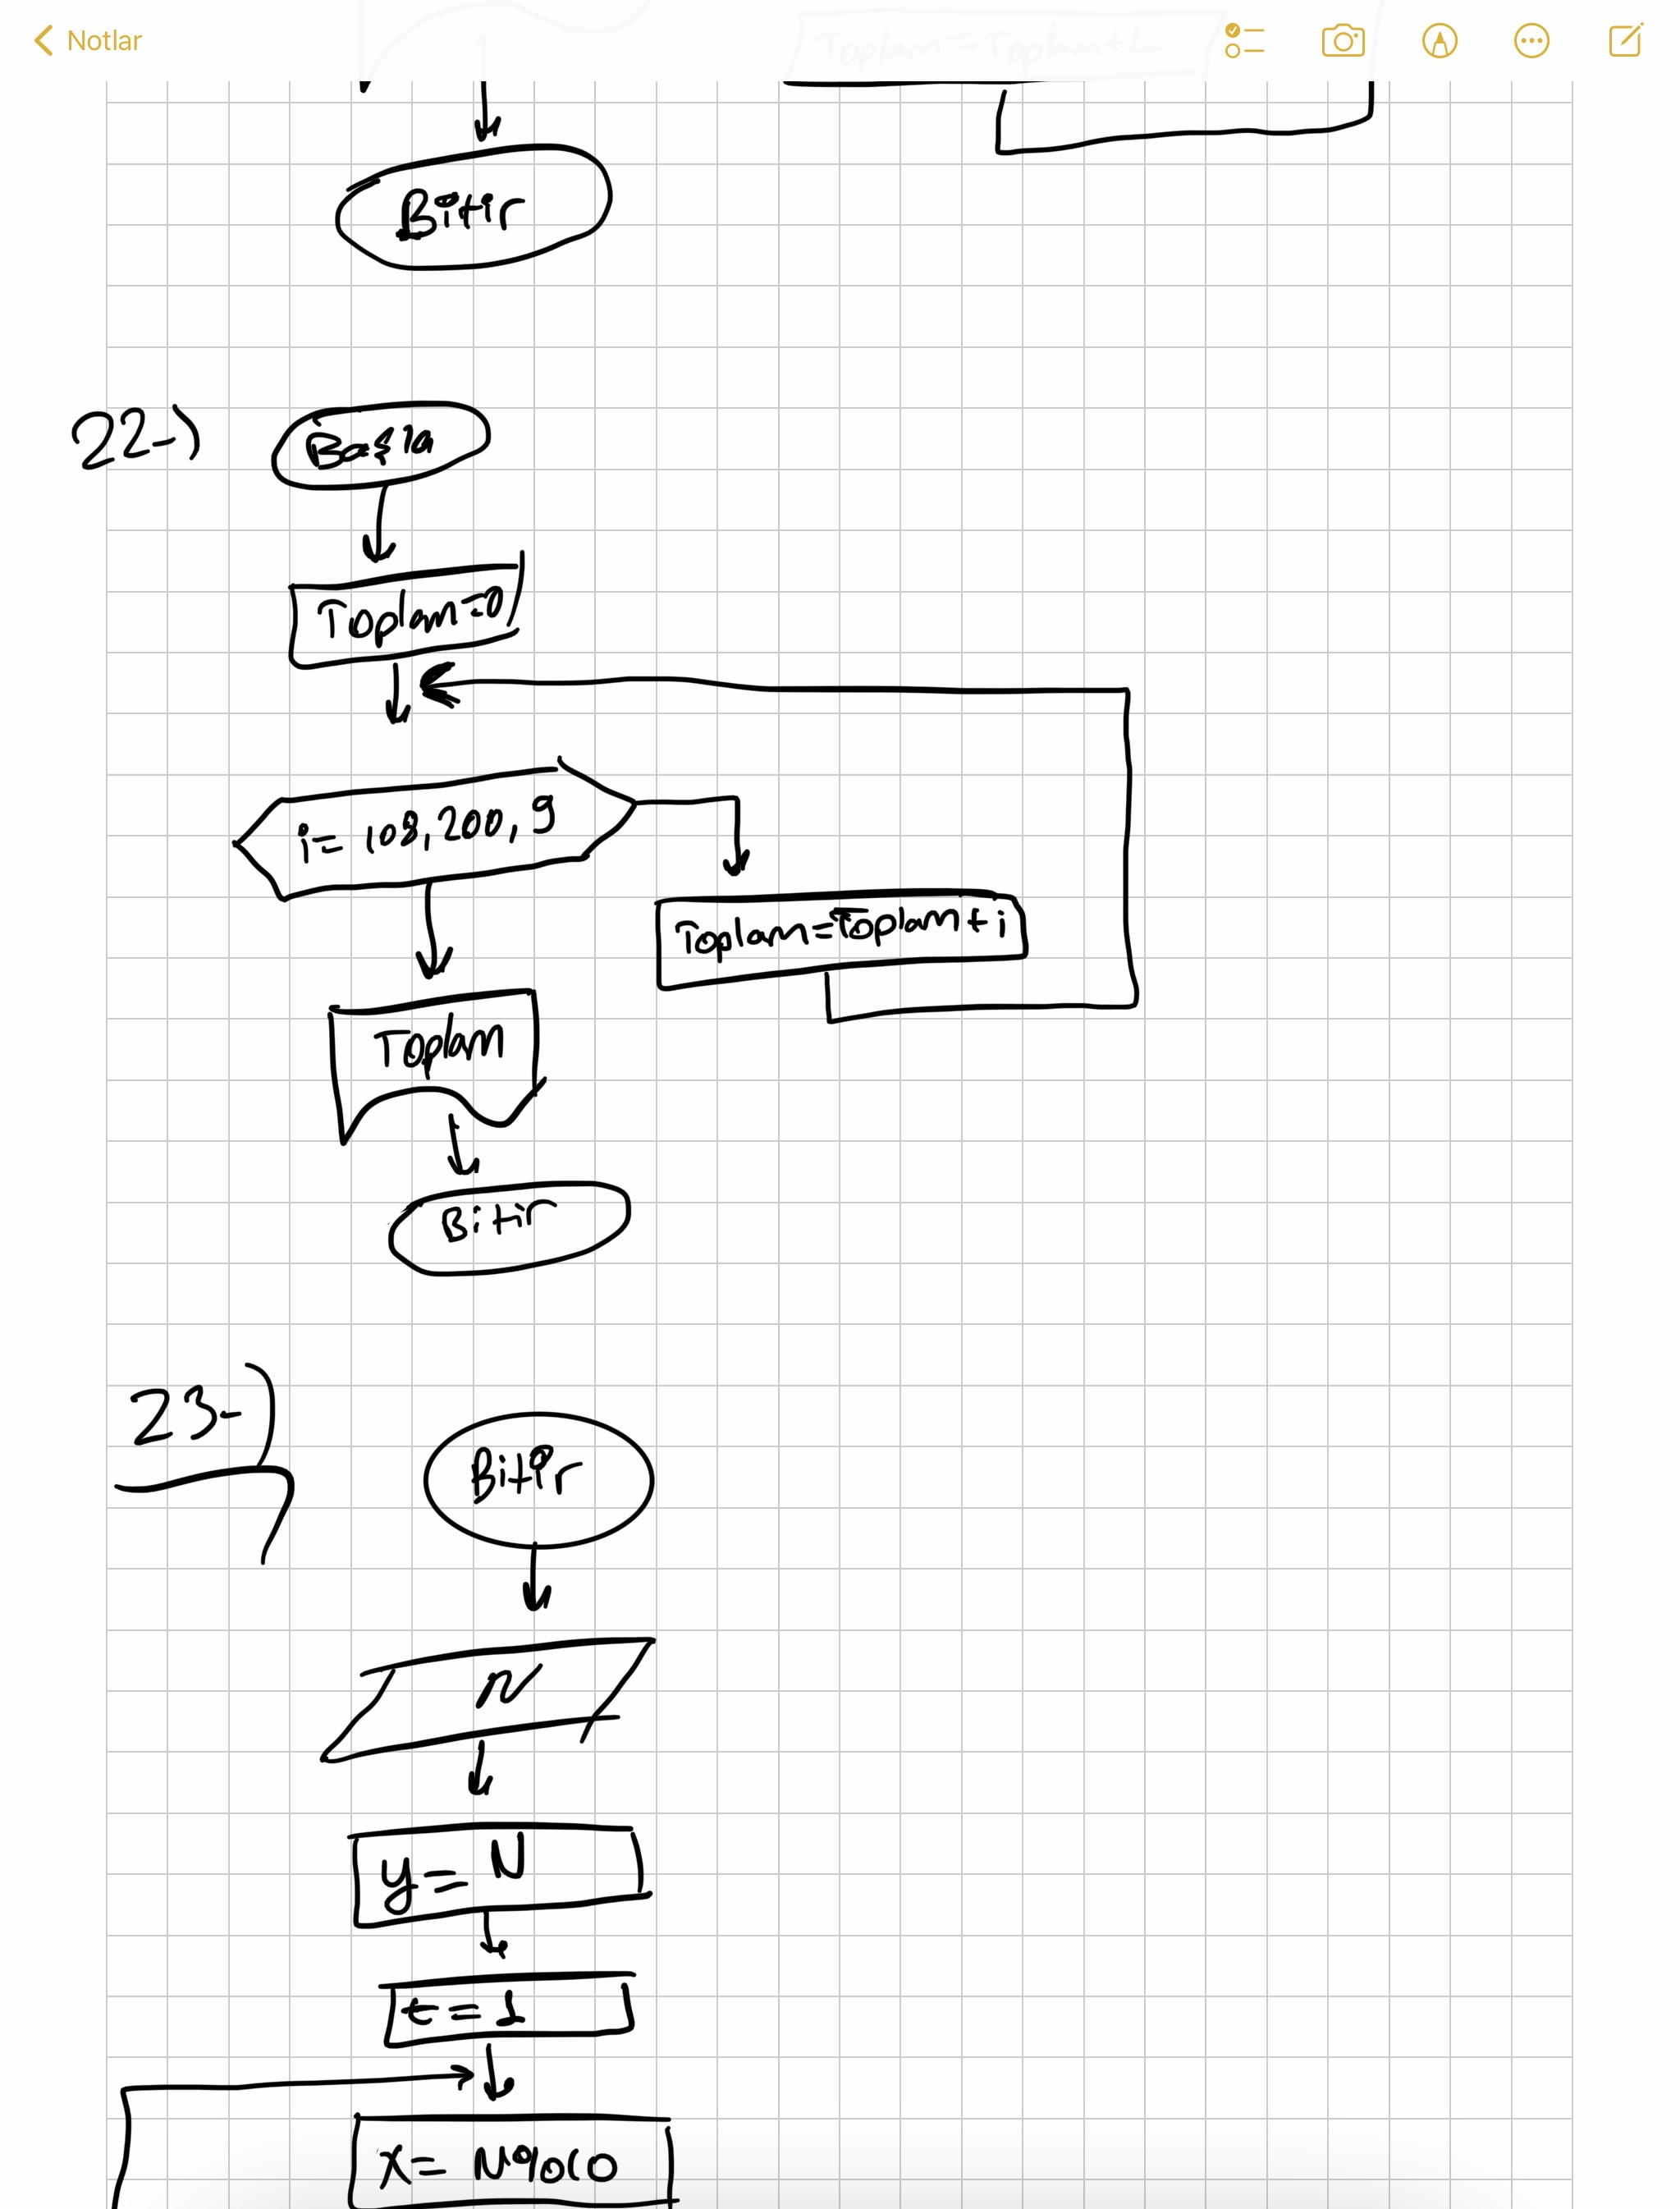 Notlar
Toplam=Toplam+L
Bitir
22-)
Başla
Toplam=0
i= 108,200,9
Toplam=Toplam+i
Toplam
Bitir
23-)
Bitir
N
y= N
t=1
x= N%10